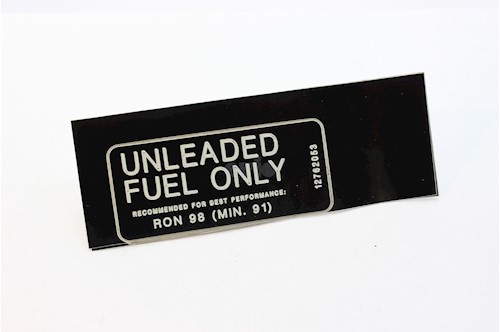 UNLEADED
FUEL ONLY
RECOMMENDED FOR BEST PERFORMANCE:
RON 98 (MIN. 91)
12762053